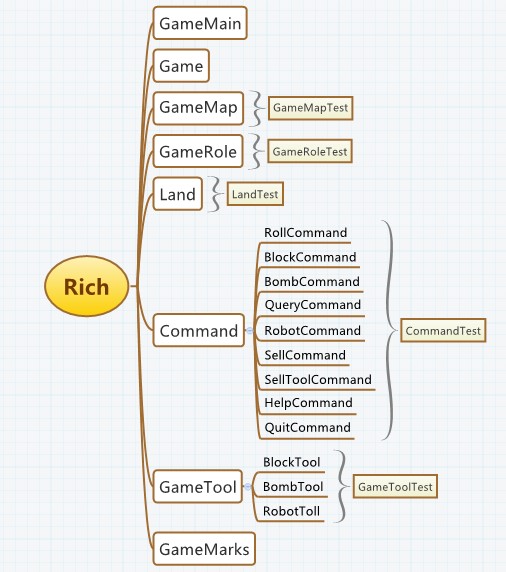 Rich
GameMain
Game
GameMap
GameMapTest
GameRole
GameRoleTest
Land
LandTest
Command
RollCommand
BlockCommand
BombCommand
QueryCommand
RobotCommand
SellCommand
SellToolCommand
HelpCommand
QuitCommand
CommandTest
GameTool
BlockTool
BombTool
RobotToll
GameToolTest
GameMarks